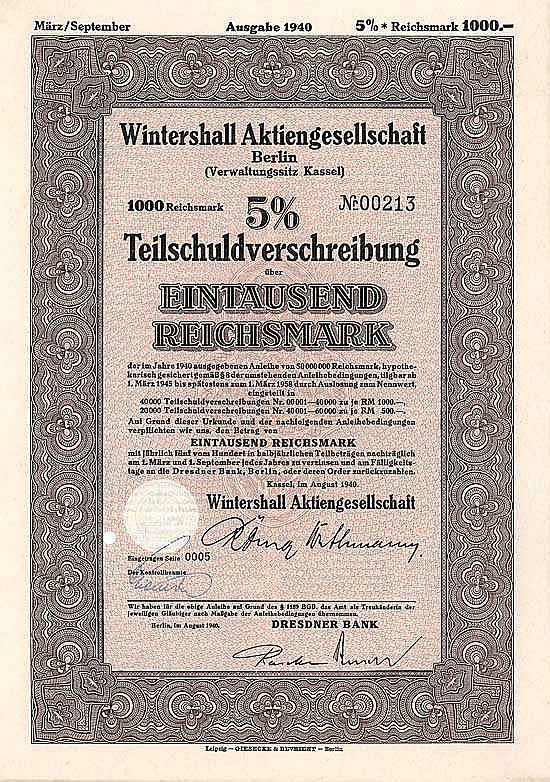 März/September Ausgabe 1940 5% * Reichsmark 1000.—
Wintershall Aktiengesellschaft
Berlin
(Verwaltungssitz Kassel)
1000 Reichsmark 5% № 00213
Teilschuldverschreibung
über
EINTAUSEND
REICHSMARK
der im Jahre 1940 ausgegebenen Anleihe von 50 000 000 Reichsmark, hypothe-
karisch gesichert gemäß § 8 der umstehenden Anleihebedingungen, tilgbar ab
1. März 1945 bis spätestens zum 1. März 1958 durch Auslosung zum Nennwert,
eingeteilt in
40000 Teilschuldverschreibungen Nr. 00001—40000 zu je RM 1000.—,
20000 Teilschuldverschreibungen Nr. 40001—60000 zu je RM 500.—.
Auf Grund dieser Urkunde und der nachfolgenden Anleihebedingungen
verpflichten wir uns, den Betrag von
EINTAUSEND REICHSMARK
mit jährlich fünf vom Hundert in halbjährlichen Teilbeträgen nachträglich
am 1. März und 1. September jedes Jahres zu verzinsen und am Fälligkeits-
tage an die Dresdner Bank, Berlin, oder deren Order zurückzuzahlen.
Kassel, im August 1940.
Wintershall Aktiengesellschaft
Eingetragen Seite 0005
Der Kontrollbeamte
Wir haben für die obige Anleihe auf Grund des § 1189 BGB. das Amt als Treuhänderin der
jeweiligen Gläubiger nach Maßgabe der Anleihebedingungen übernommen.
Berlin, im August 1940. DRESDNER BANK
Leipzig — GIESECKE & DEVRIENT — Berlin